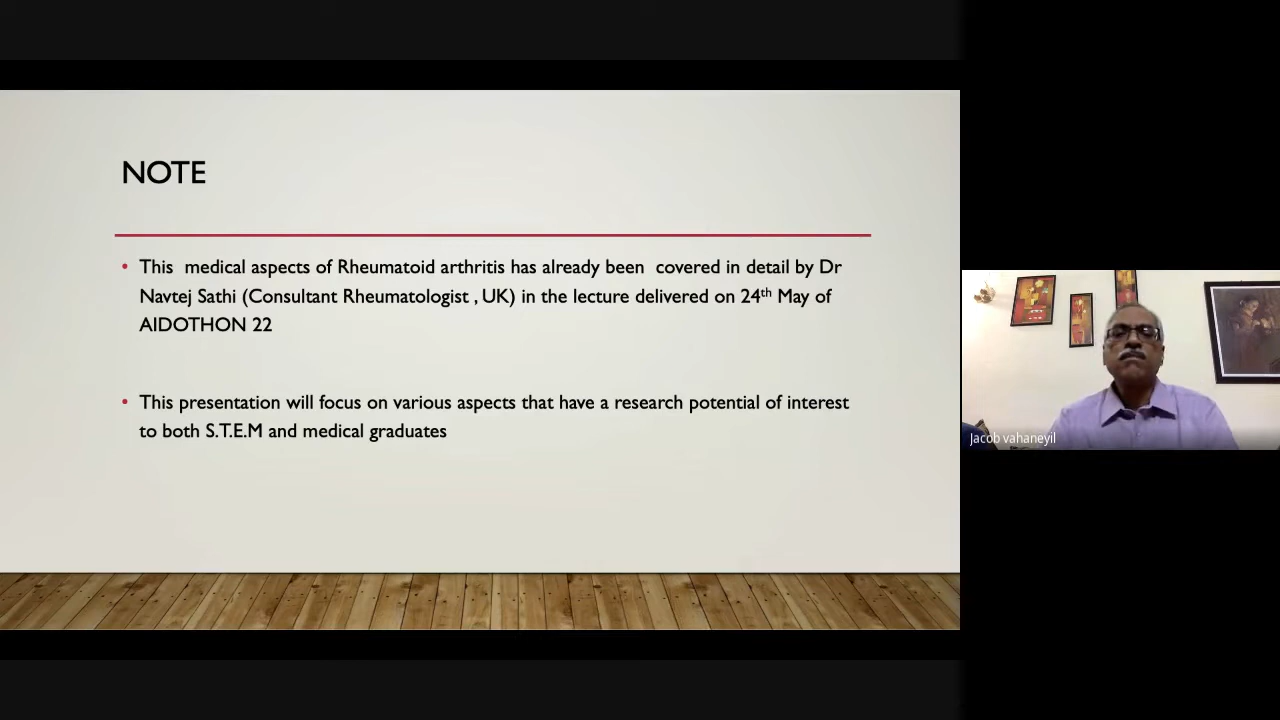 NOTE
• This  medical aspects of Rheumatoid arthritis has already been  covered in detail by Dr
Navtej Sathi (Consultant Rheumatologist , UK) in the lecture delivered on 24th May of
AIDOTHON 22
• This presentation will focus on various aspects that have a research potential of interest
to both S.T.E.M and medical graduates
Jacob vahaneyil